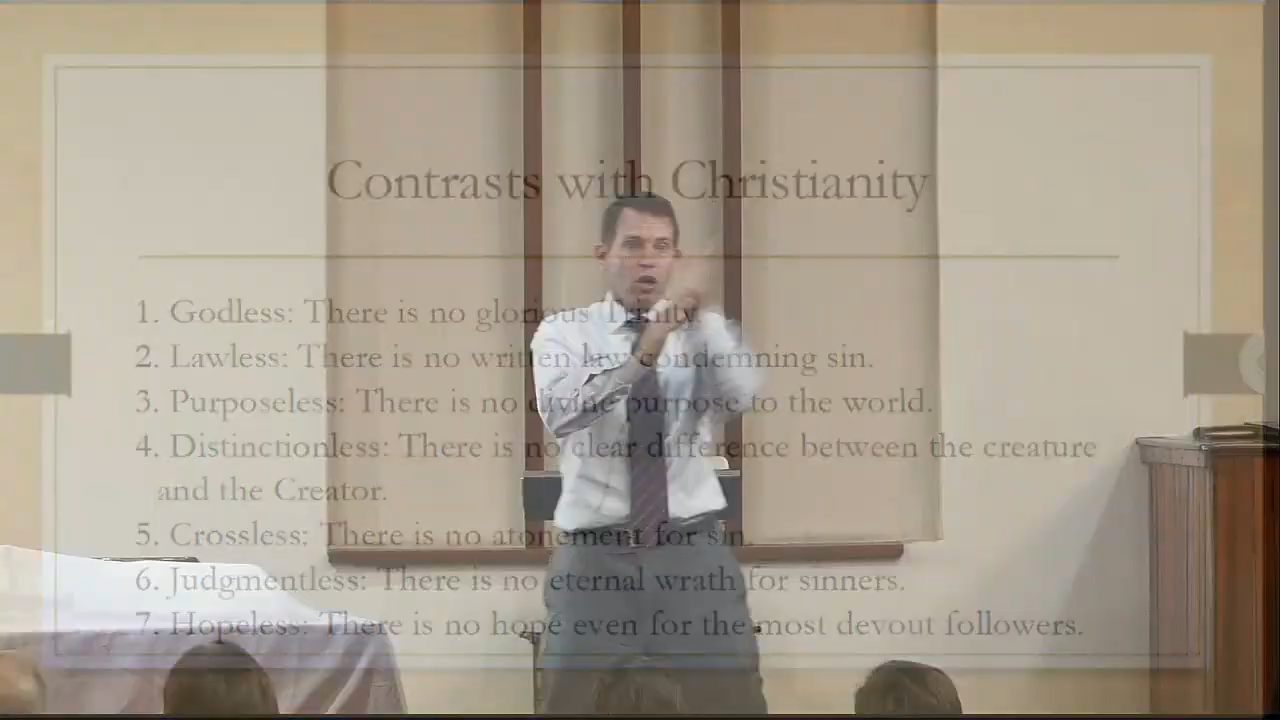 Contrasts with Christianity
1. Godless: There is no glorious Trinity.
2. Lawless: There is no written law condemning sin.
3. Purposeless: There is no divine purpose to the world.
4. Distinctionless: There is no clear difference between the creature
and the Creator.
5. Crossless: There is no atonement for sin.
6. Judgmentless: There is no eternal wrath for sinners.
7. Hopeless: There is no hope even for the most devout followers.